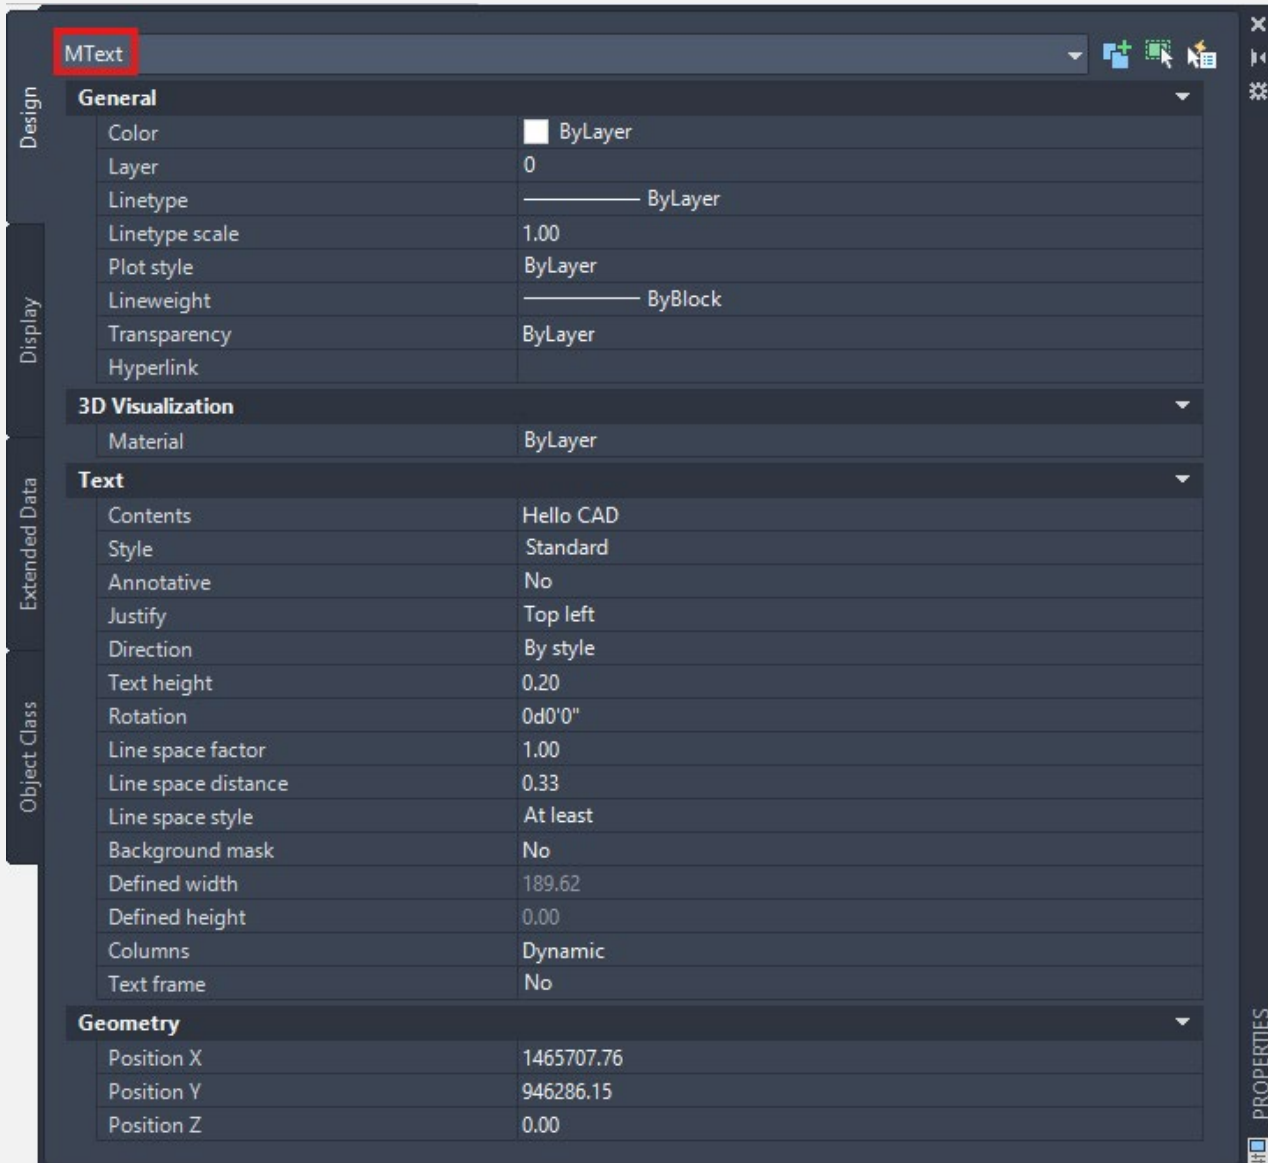 MText
General
Color ByLayer
Layer 0
Linetype ByLayer
Linetype scale 1.00
Plot style ByLayer
Lineweight ByBlock
Transparency ByLayer
Hyperlink
3D Visualization
Material ByLayer
Text
Contents Hello CAD
Style Standard
Annotative No
Justify Top left
Direction By style
Text height 0.20
Rotation 0d0'0"
Line space factor 1.00
Line space distance 0.33
Line space style At least
Background mask No
Defined width 189.62
Defined height 0.00
Columns Dynamic
Text frame No
Geometry
Position X 1465707.76
Position Y 946286.15
Position Z 0.00
Design
Display
Extended Data
Object Class
PROPERTIES